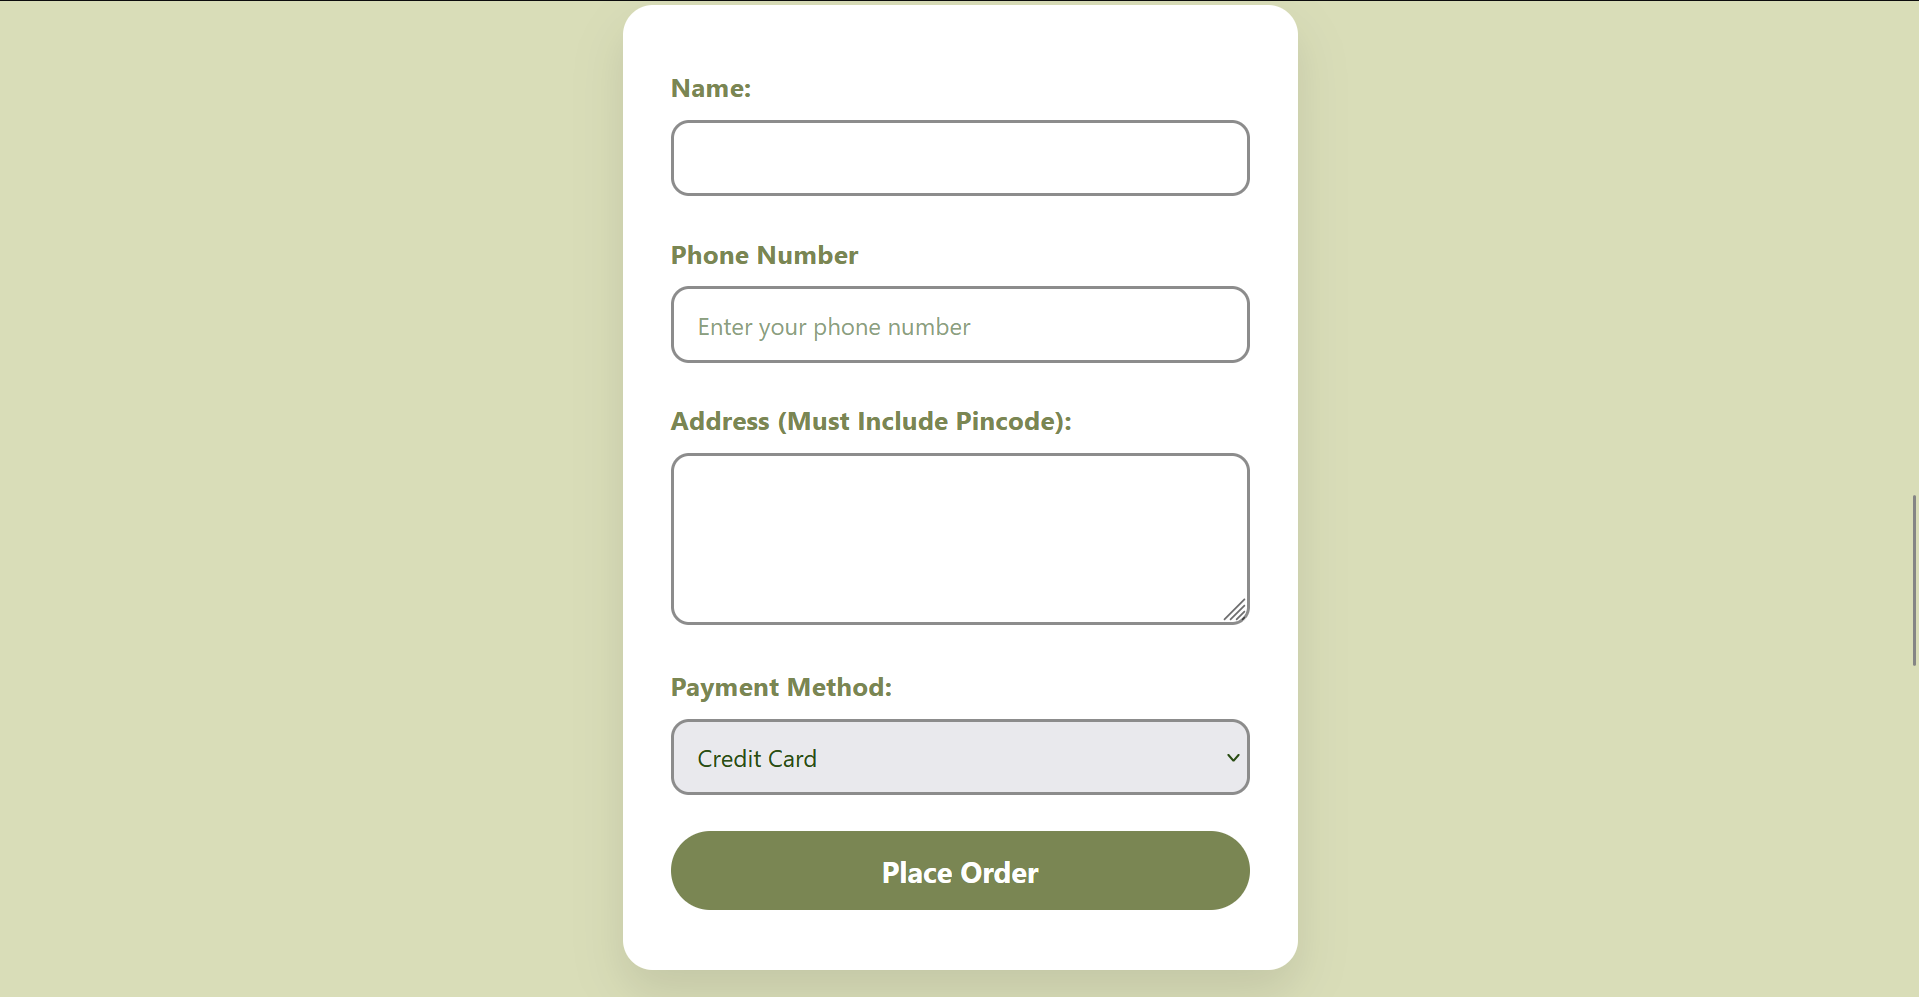 Name:
Phone Number
Enter your phone number
Address (Must Include Pincode):
Payment Method:
Credit Card
Place Order